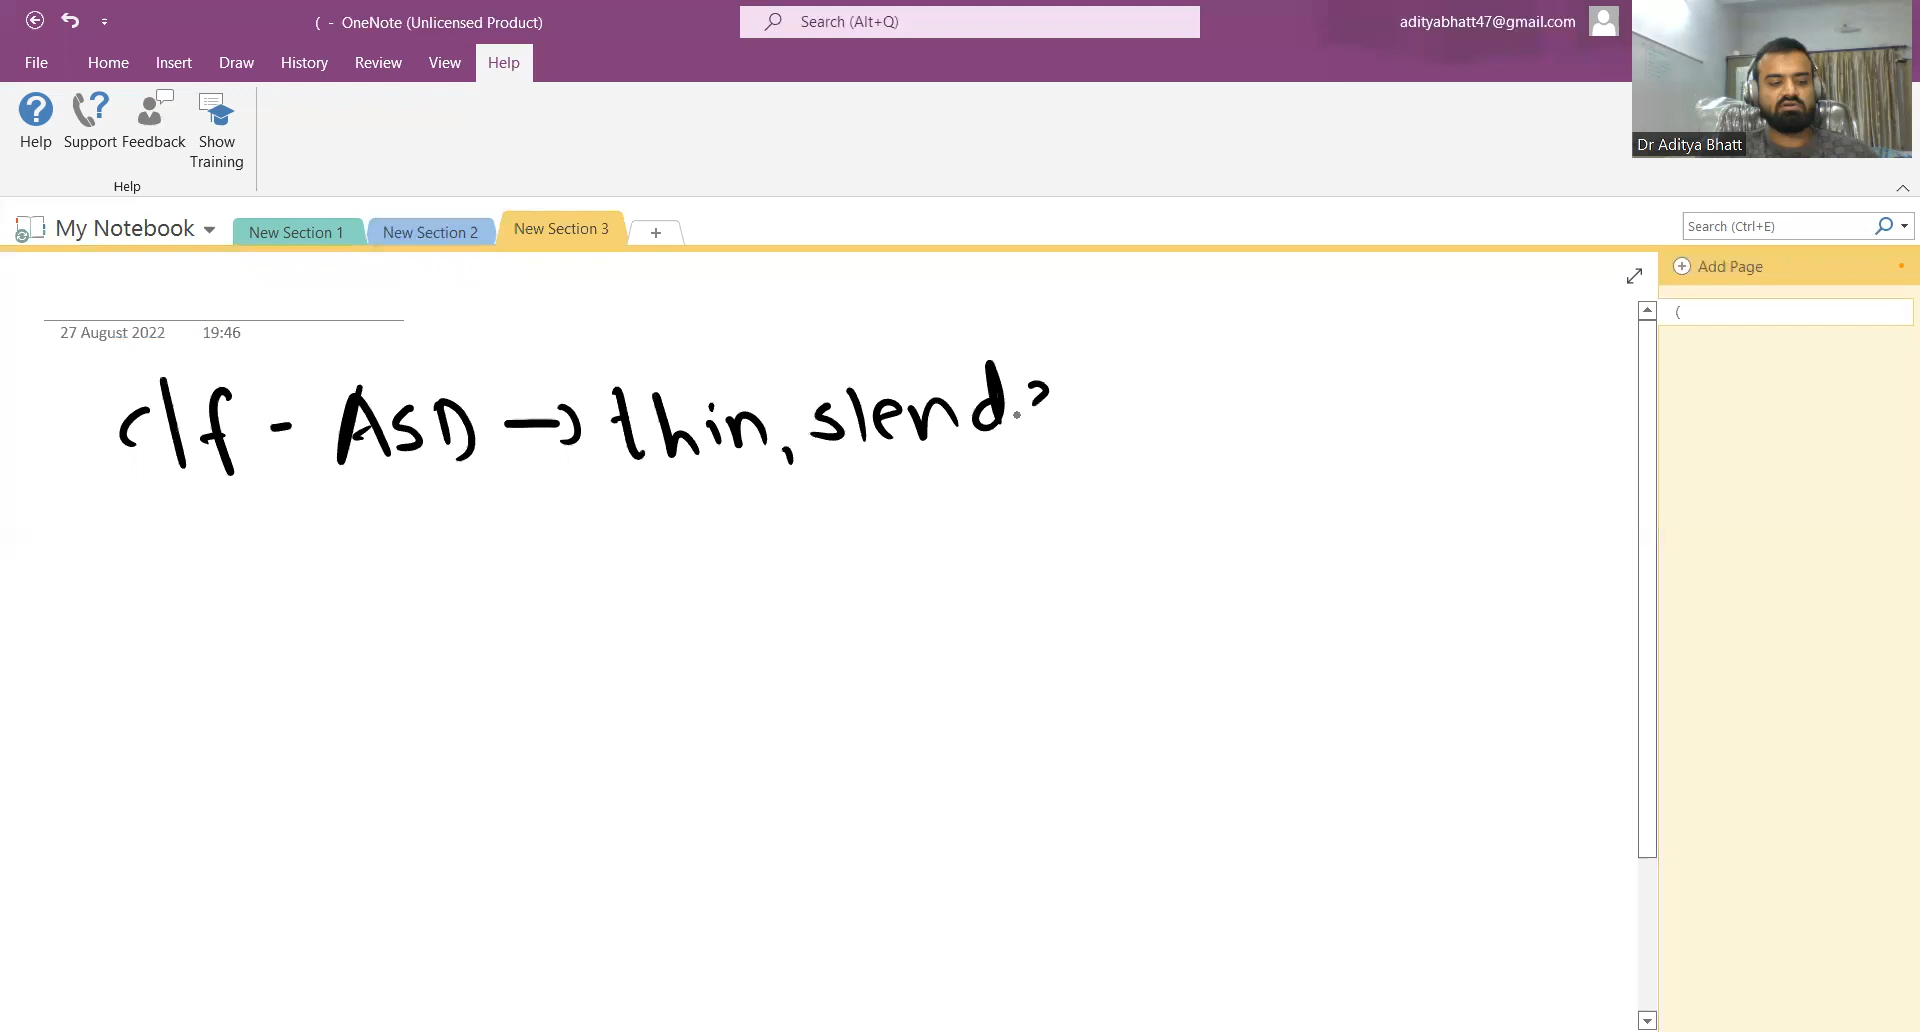 ( - OneNote (Unlicensed Product)
Search (Alt+Q)
adityabhatt47@gmail.com
File Home Insert Draw History Review View Help
Help Support Feedback Show Training
Help
Dr Aditya Bhatt
My Notebook New Section 1 New Section 2 New Section 3 +
Search (Ctrl+E)
Add Page
(
27 August 2022 19:46
c/f - ASD → thin, slend